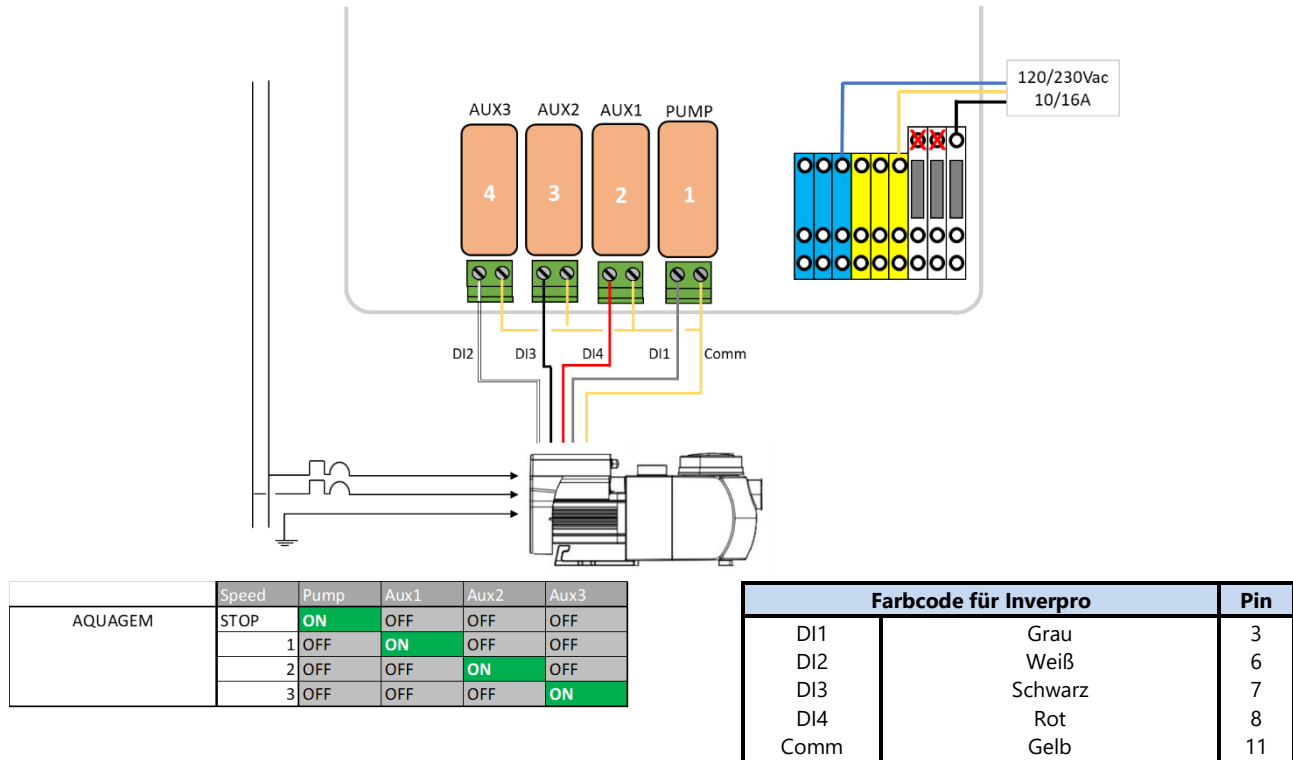 120/230Vac
10/16A
AUX3 AUX2 AUX1 PUMP
4 3 2 1
DI2 DI3 DI4 DI1 Comm
Speed Pump Aux1 Aux2 Aux3
AQUAGEM STOP ON OFF OFF OFF
1 OFF ON OFF OFF
2 OFF OFF ON OFF
3 OFF OFF OFF ON
Farbcode für Inverpro Pin
DI1 Grau 3
DI2 Weiß 6
DI3 Schwarz 7
DI4 Rot 8
Comm Gelb 11